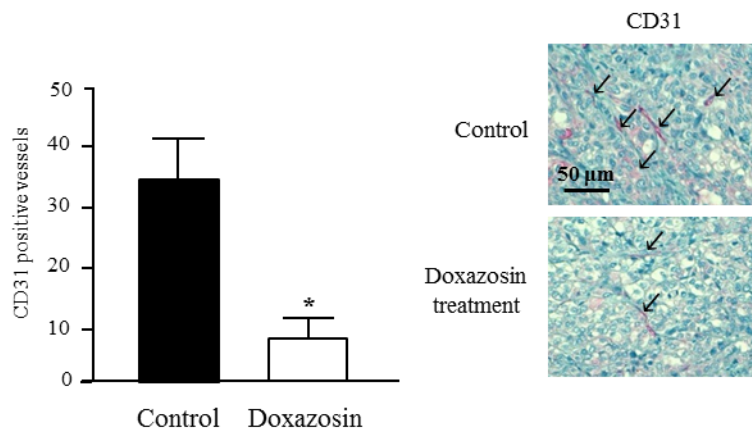 50
40
30
20
10
0
CD31 positive vessels
*
Control
Doxazosin
CD31
Control
50 µm
Doxazosin
treatment